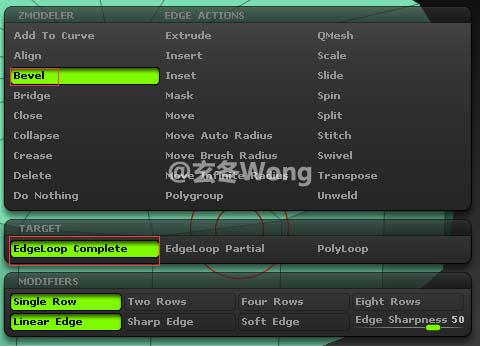 ZMODELER EDGE ACTIONS
Add To Curve Extrude QMesh
Align Insert Scale
Bevel Inset Slide
Bridge Mask Spin
Close Move Split
Collapse Move Auto Radius Stitch
Crease Move Brush Radius Swivel
Delete Move Infinite Radius Transpose
Do Nothing Polygroup Unweld
@玄冬Wong
TARGET
EdgeLoop Complete EdgeLoop Partial PolyLoop
MODIFIERS
Single Row Two Rows Four Rows Eight Rows
Linear Edge Sharp Edge Soft Edge Edge Sharpness 50